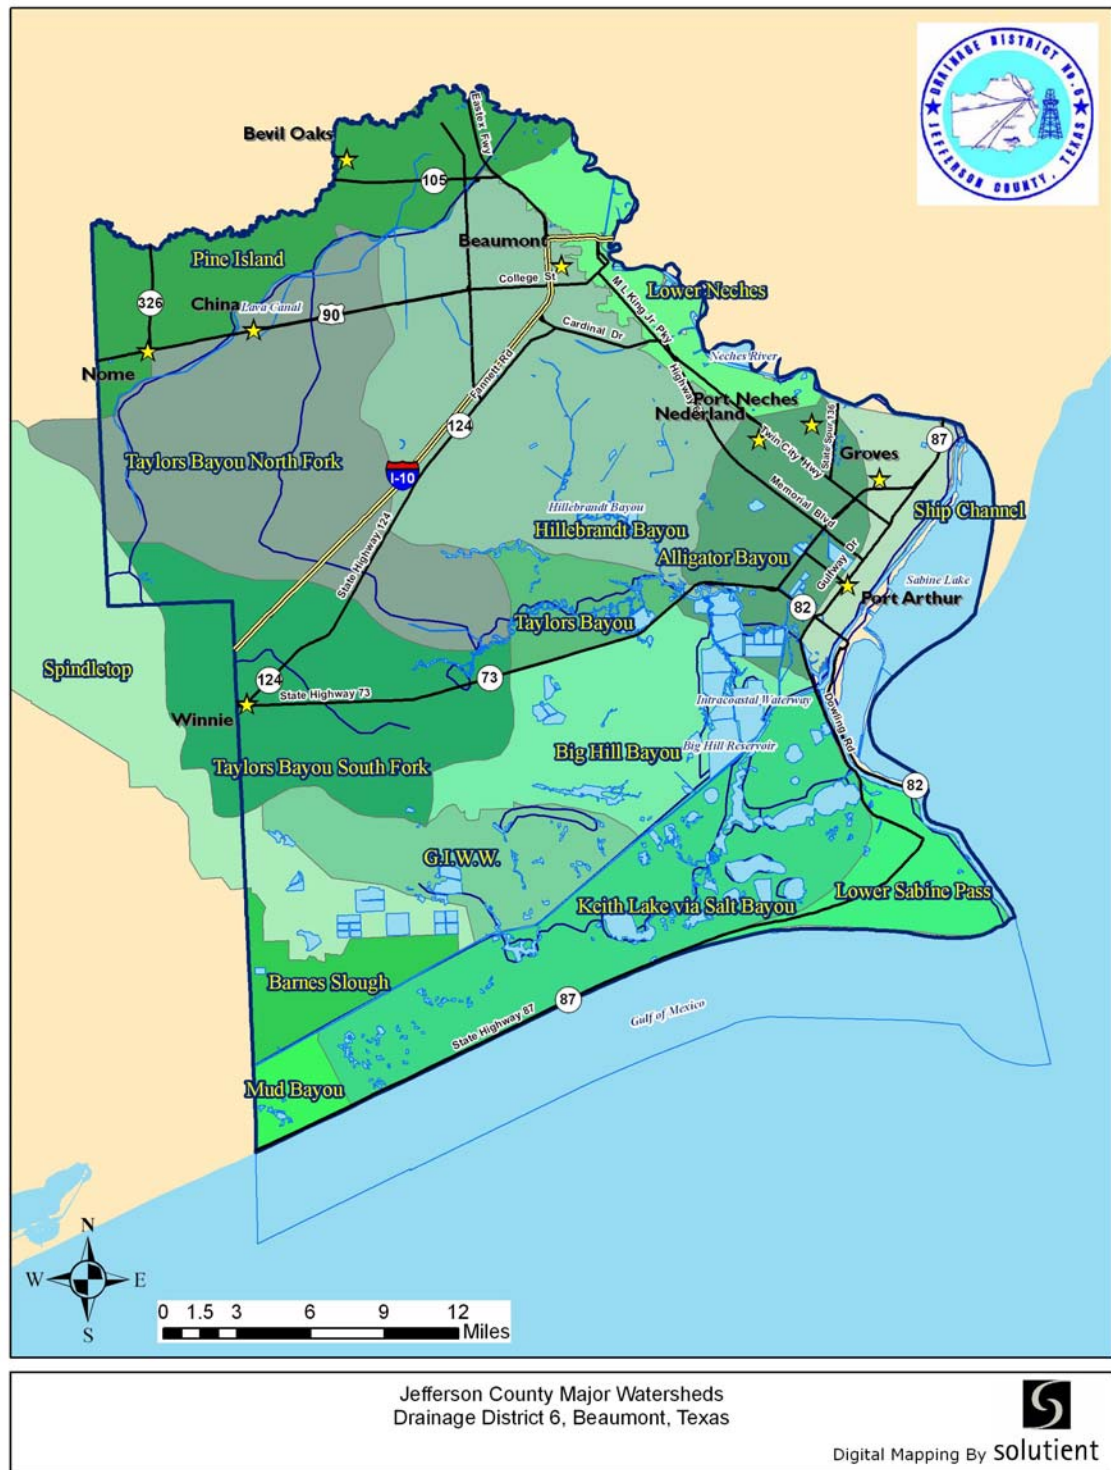 DRAINAGE DISTRICT No. 6
JEFFERSON COUNTY, TEXAS
Eastex Fwy
Bevil Oaks
105
Beaumont
Pine Island
College St
Lower Neches
326
China
Lava Canal
90
M L King Jr Pky
Cardinal Dr
Neches River
Nome
Fannett Rd
Highway
Port Neches
Nederland
State Spur 136
124
Twin City Hwy
87
Groves
Taylors Bayou North Fork
I-10
Memorial Blvd
Hillebrandt Bayou
Ship Channel
Hillebrandt Bayou
State Highway 124
Alligator Bayou
Gulfway Dr
Sabine Lake
Port Arthur
82
Taylors Bayou
Spindletop
124
State Highway 73
73
Intracoastal Waterway
Winnie
Dowling Rd
Big Hill Bayou
Big Hill Reservoir
Taylors Bayou South Fork
82
G.I.W.W.
Keith Lake via Salt Bayou
Lower Sabine Pass
Barnes Slough
87
State Highway 87
Gulf of Mexico
Mud Bayou
N
W E
S
0 1.5 3 6 9 12
Miles
Jefferson County Major Watersheds
Drainage District 6, Beaumont, Texas
Digital Mapping By solutient